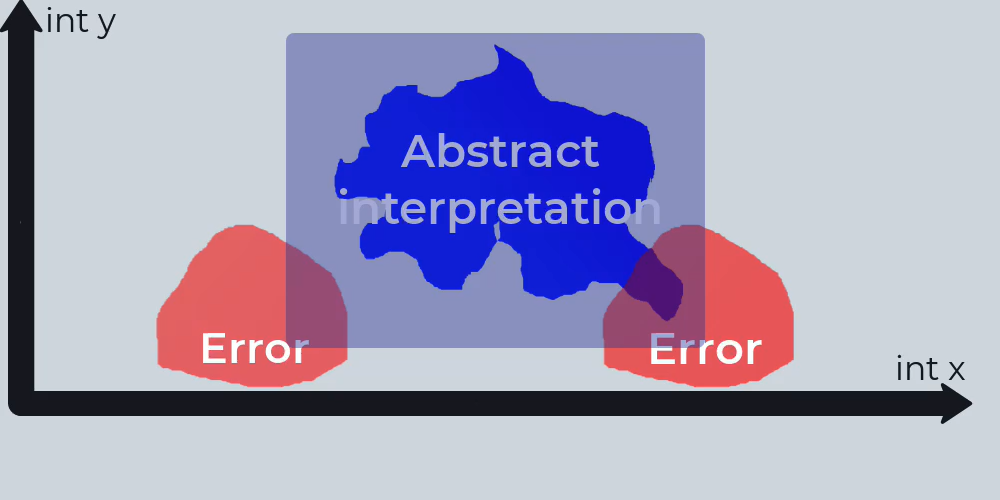 int y
Abstract
interpretation
Error
Error
int x